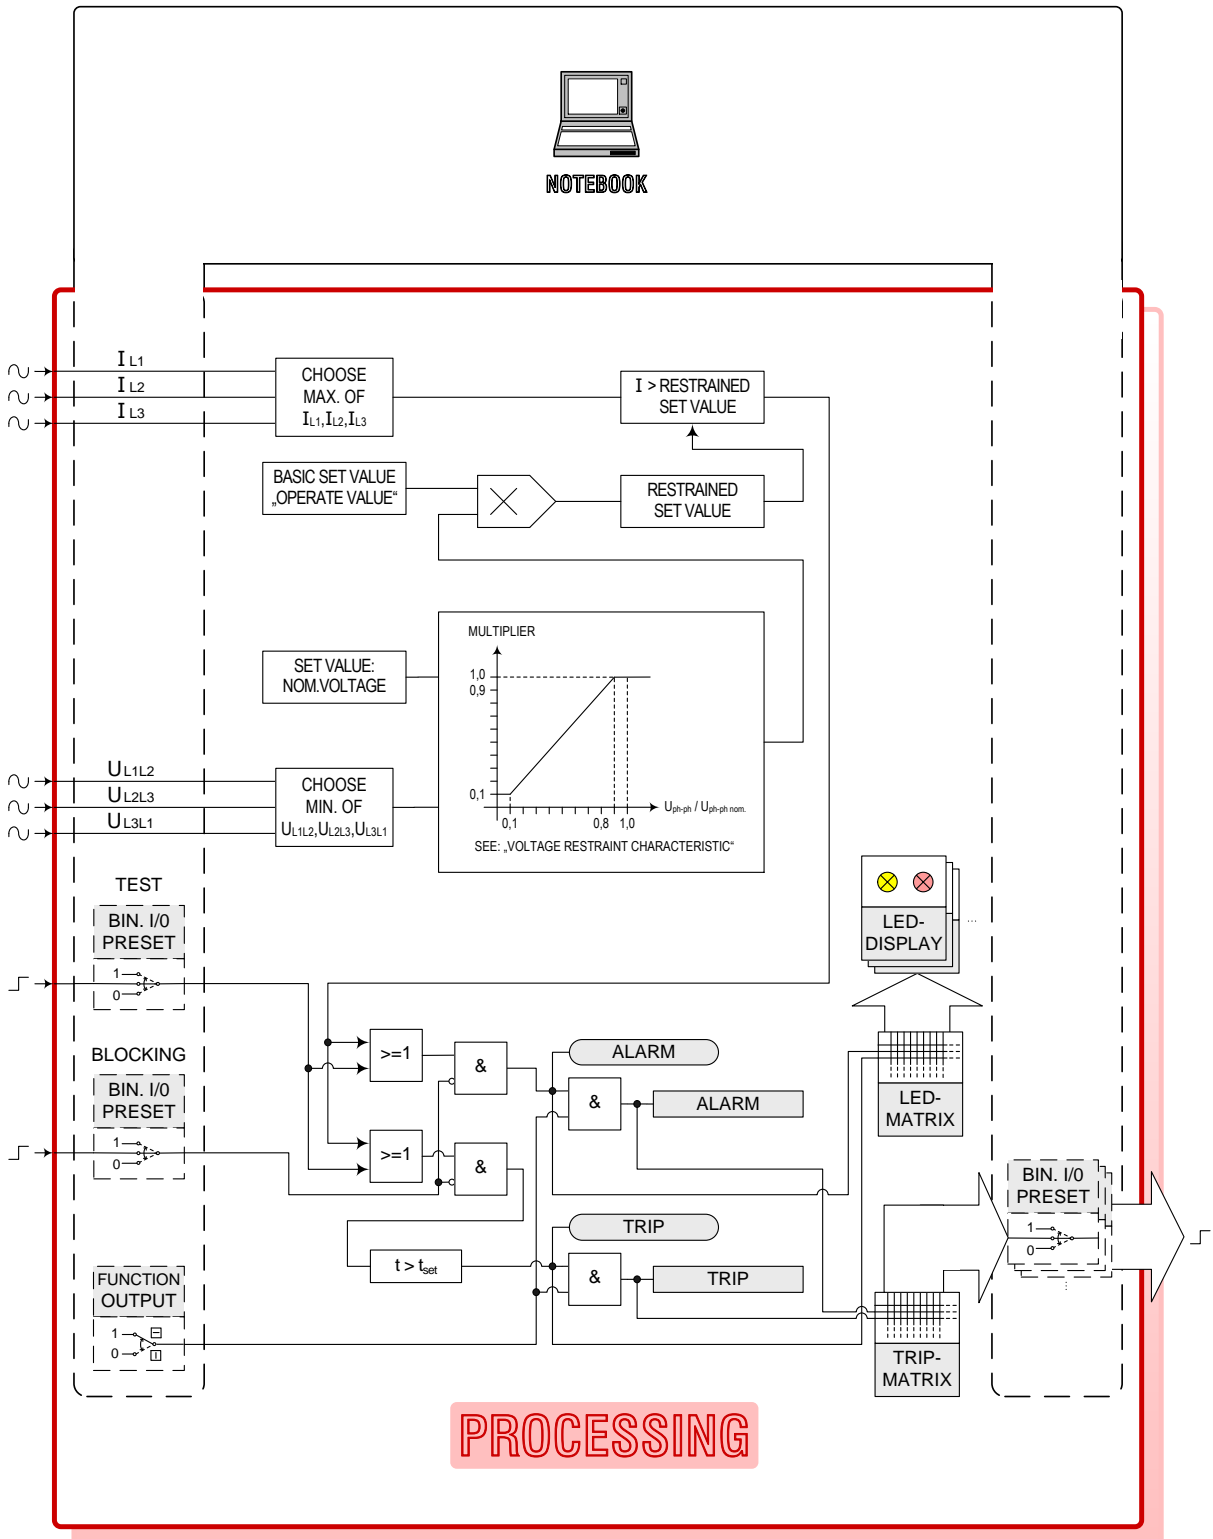 NOTEBOOK
I L1
I L2
I L3
CHOOSE
MAX. OF
IL1,IL2,IL3
I > RESTRAINED
SET VALUE
BASIC SET VALUE
„OPERATE VALUE“
RESTRAINED
SET VALUE
MULTIPLIER
1,0
0,9
0,1
0,1
0,8
1,0
Uph-ph / Uph-ph nom.
SEE: „VOLTAGE RESTRAINT CHARACTERISTIC“
SET VALUE:
NOM.VOLTAGE
U L1L2
U L2L3
U L3L1
CHOOSE
MIN. OF
UL1L2,UL2L3,UL3L1
TEST
BIN. I/0
PRESET
1
0
LED-
DISPLAY
...
BLOCKING
BIN. I/0
PRESET
1
0
>=1
&
ALARM
&
ALARM
>=1
&
LED-
MATRIX
BIN. I/0
PRESET
1
0
...
TRIP
t > tset
&
TRIP
FUNCTION
OUTPUT
1
0
TRIP-
MATRIX
PROCESSING